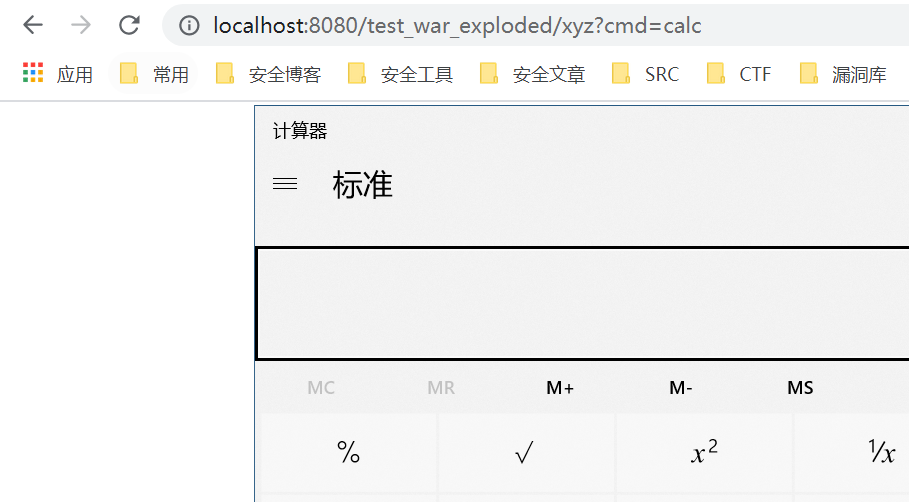 localhost:8080/test_war_exploded/xyz?cmd=calc
应用 常用 安全博客 安全工具 安全文章 SRC CTF 漏洞库
计算器
标准
MC MR M+ M- MS
% √ x² ¹/x